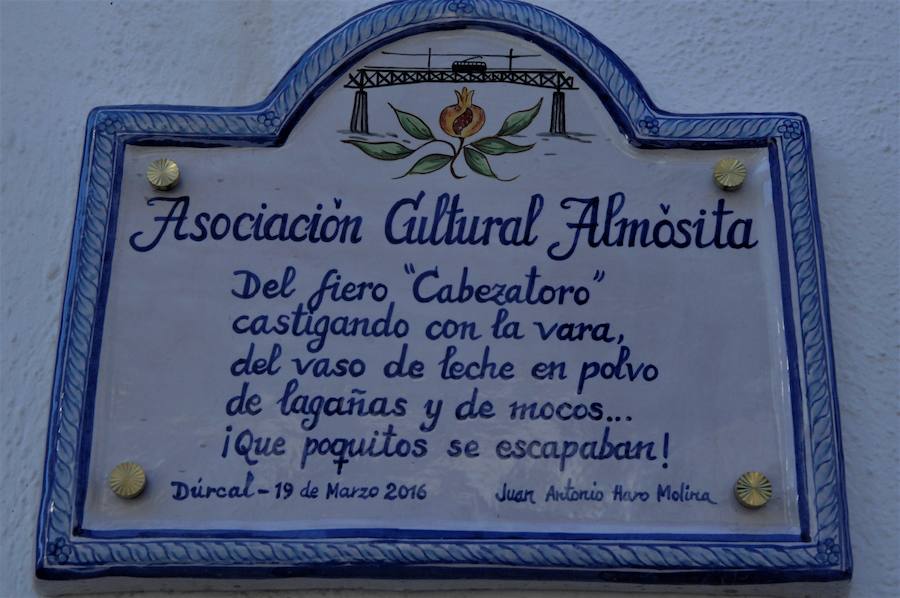 Asociaciòn Cultural Almòsita
Del fiero "Cabezatoro"
castigando con la vara,
del vaso de leche en polvo
de lagañas y de mocos...
¡Que poquitos se escapaban!
Dúrcal - 19 de Marzo 2016 Juan Antonio Haro Molina